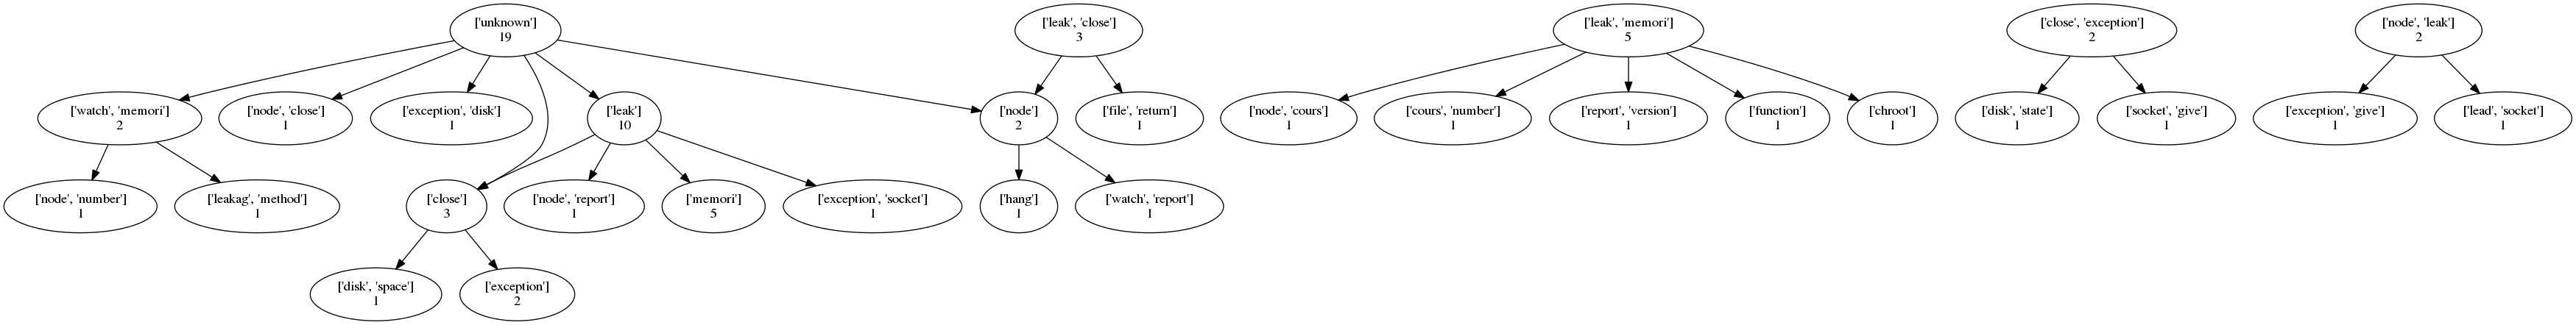 ['unknown']
19
['leak', 'close']
3
['leak', 'memori']
5
['close', 'exception']
2
['node', 'leak']
2
['watch', 'memori']
2
['node', 'close']
1
['exception', 'disk']
1
['leak']
10
['node']
2
['file', 'return']
1
['node', 'cours']
1
['cours', 'number']
1
['report', 'version']
1
['function']
1
['chroot']
1
['disk', 'state']
1
['socket', 'give']
1
['exception', 'give']
1
['lead', 'socket']
1
['node', 'number']
1
['leakag', 'method']
1
['close']
3
['node', 'report']
1
['memori']
5
['exception', 'socket']
1
['hang']
1
['watch', 'report']
1
['disk', 'space']
1
['exception']
2